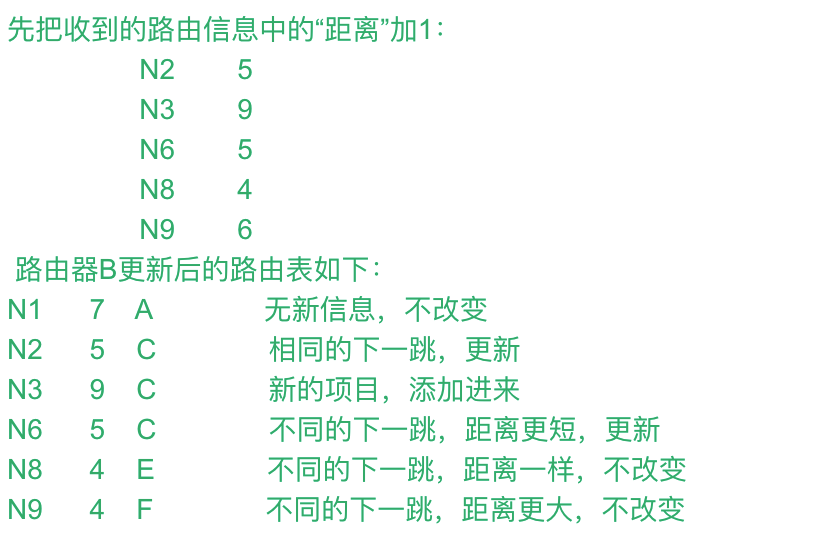 先把收到的路由信息中的“距离”加1：
N2 5
N3 9
N6 5
N8 4
N9 6
路由器B更新后的路由表如下：
N1 7 A 无新信息，不改变
N2 5 C 相同的下一跳，更新
N3 9 C 新的项目，添加进来
N6 5 C 不同的下一跳，距离更短，更新
N8 4 E 不同的下一跳，距离一样，不改变
N9 4 F 不同的下一跳，距离更大，不改变